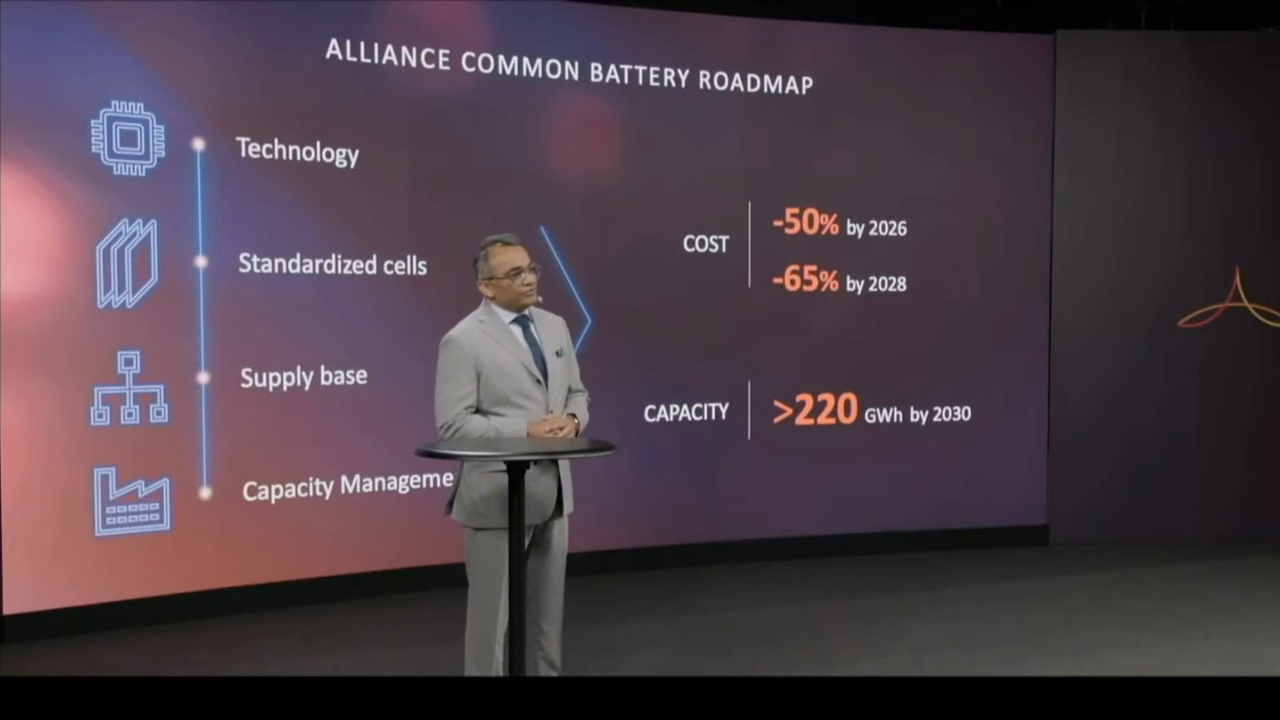 ALLIANCE COMMON BATTERY ROADMAP
Technology
Standardized cells
Supply base
Capacity Manageme
COST
-50% by 2026
-65% by 2028
CAPACITY
>220 GWh by 2030